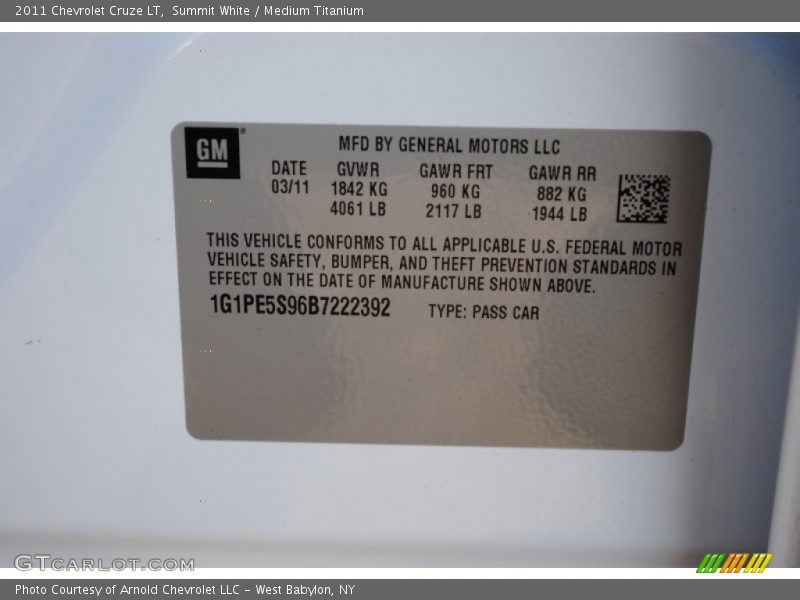 2011 Chevrolet Cruze LT, Summit White / Medium Titanium
GM®
MFD BY GENERAL MOTORS LLC
DATE GVWR GAWR FRT GAWR RR
03/11 1842 KG 960 KG 882 KG
4061 LB 2117 LB 1944 LB
THIS VEHICLE CONFORMS TO ALL APPLICABLE U.S. FEDERAL MOTOR
VEHICLE SAFETY, BUMPER, AND THEFT PREVENTION STANDARDS IN
EFFECT ON THE DATE OF MANUFACTURE SHOWN ABOVE.
1G1PE5S96B7222392 TYPE: PASS CAR
GTCARLOT.COM
Photo Courtesy of Arnold Chevrolet LLC - West Babylon, NY